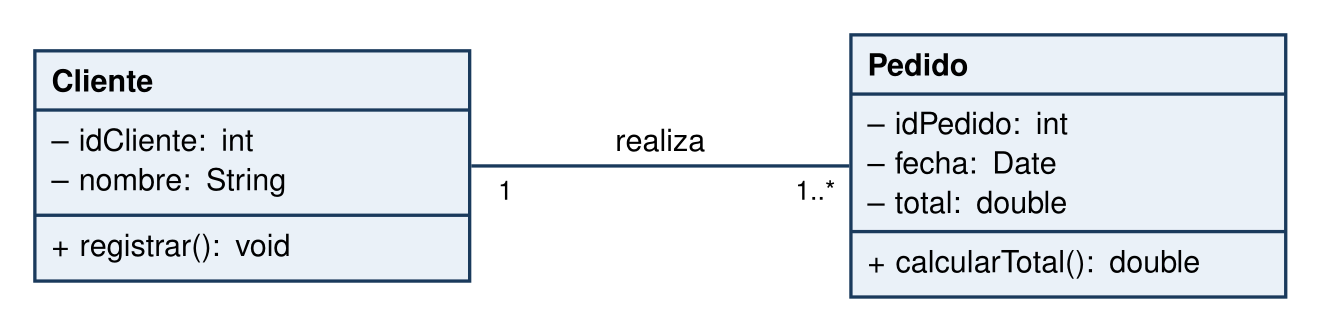 Cliente
– idCliente: int
– nombre: String
+ registrar(): void
realiza
1
1..*
Pedido
– idPedido: int
– fecha: Date
– total: double
+ calcularTotal(): double